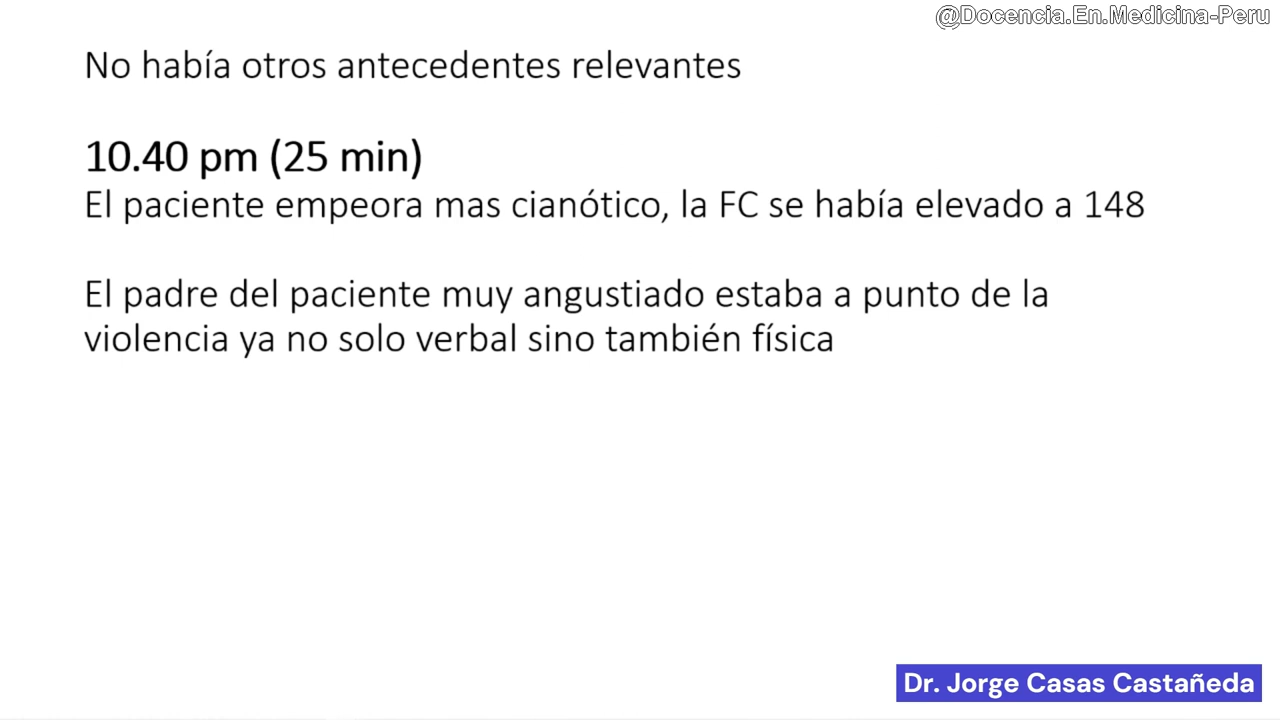 @Docencia.En.Medicina-Peru
No había otros antecedentes relevantes
10.40 pm (25 min)
El paciente empeora mas cianótico, la FC se había elevado a 148
El padre del paciente muy angustiado estaba a punto de la
violencia ya no solo verbal sino también física
Dr. Jorge Casas Castañeda